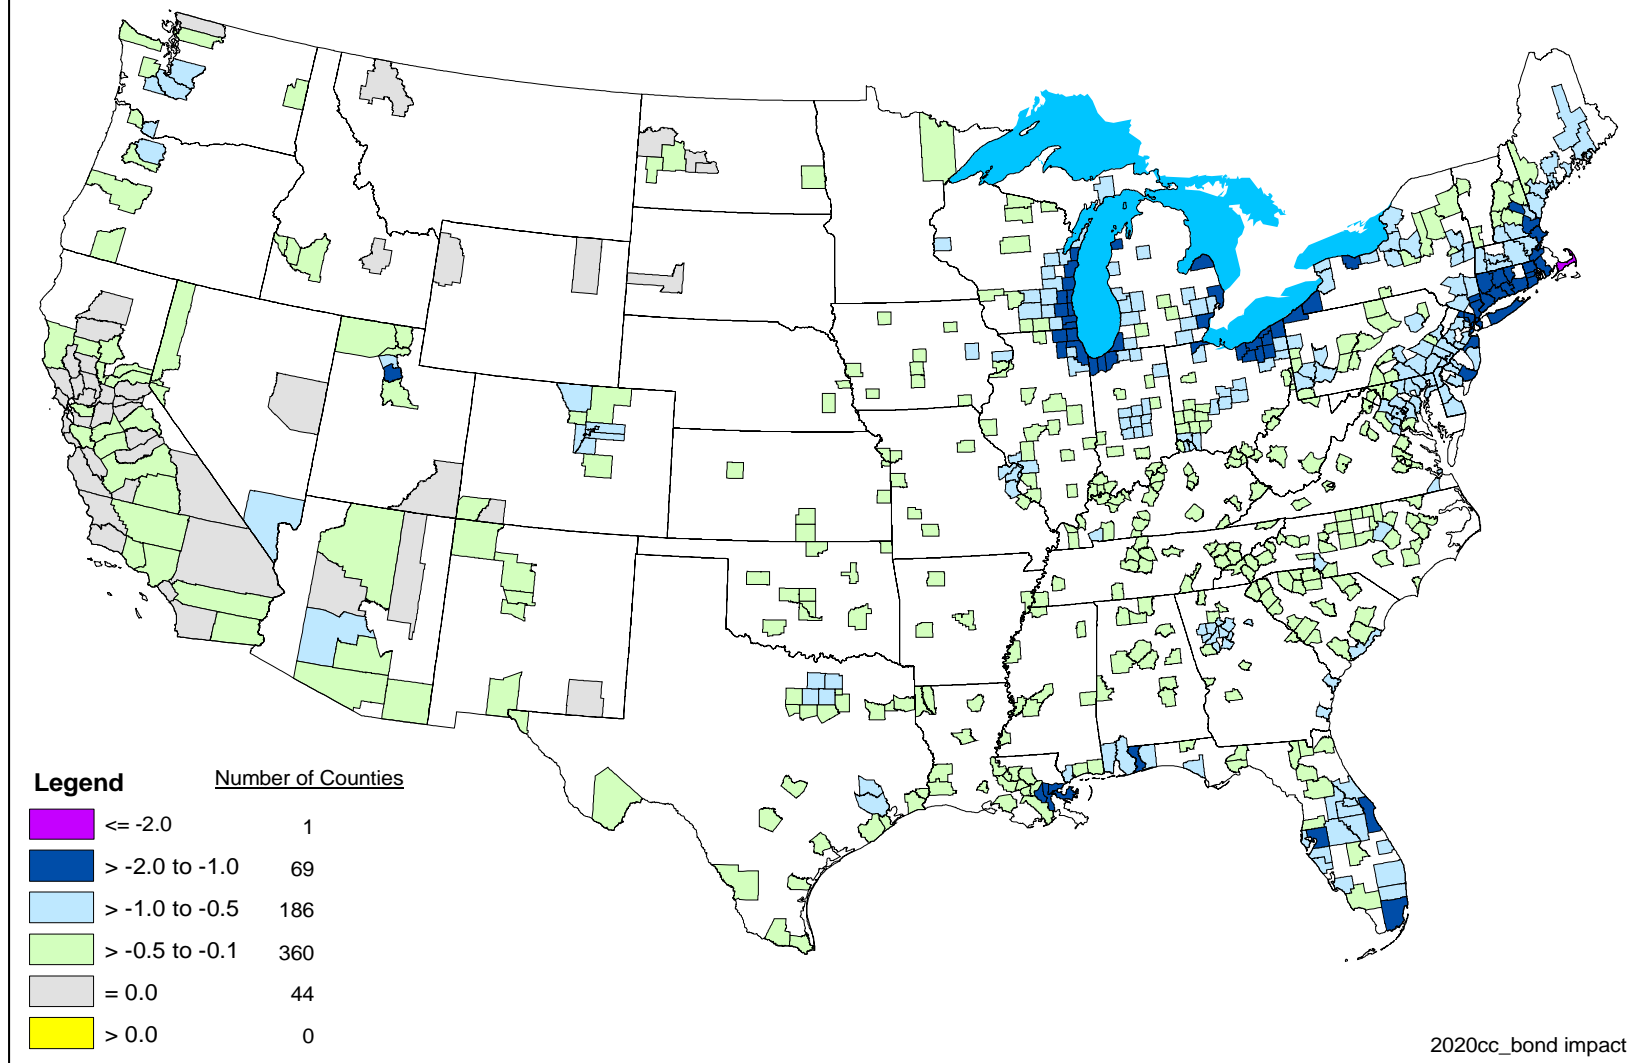 Legend Number of Counties
<= -2.0 1
> -2.0 to -1.0 69
> -1.0 to -0.5 186
> -0.5 to -0.1 360
= 0.0 44
> 0.0 0
2020cc_bond impact